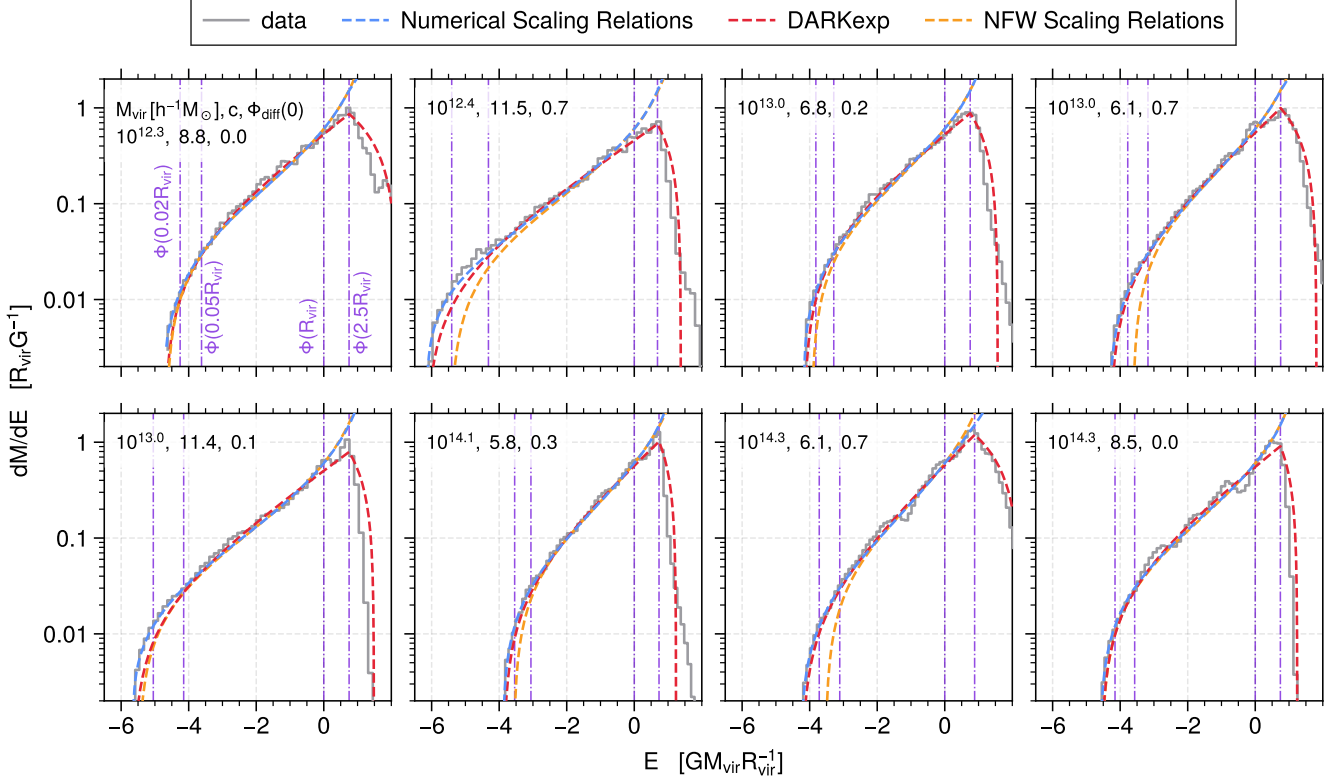 data Numerical Scaling Relations DARKexp NFW Scaling Relations
M_vir [h⁻¹M_⊙], c, Φ_diff(0)
10^12.3, 8.8, 0.0
10^12.4, 11.5, 0.7
10^13.0, 6.8, 0.2
10^13.0, 6.1, 0.7
1
0.1
0.01
Φ(0.02R_vir)
Φ(0.05R_vir)
Φ(R_vir)
Φ(2.5R_vir)
10^13.0, 11.4, 0.1
10^14.1, 5.8, 0.3
10^14.3, 6.1, 0.7
10^14.3, 8.5, 0.0
1
0.1
0.01
dM/dE [R_vir G⁻¹]
−6 −4 −2 0
−6 −4 −2 0
−6 −4 −2 0
−6 −4 −2 0
E [GM_vir R_vir⁻¹]